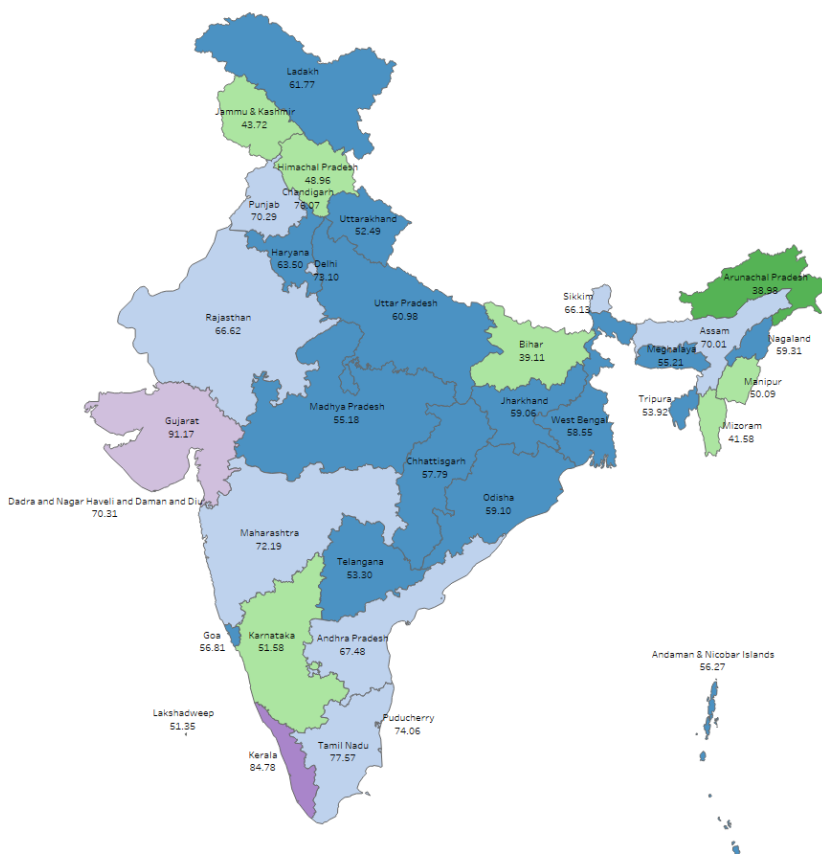 Ladakh
61.77
Jammu & Kashmir
43.72
Himachal Pradesh
48.96
Chandigarh
76.07
Punjab
70.29
Uttarakhand
52.49
Haryana
63.50
Delhi
73.10
Arunachal Pradesh
38.98
Sikkim
66.13
Uttar Pradesh
60.98
Rajasthan
66.62
Assam
70.01
Nagaland
59.31
Bihar
39.11
Meghalaya
55.21
Manipur
50.09
Jharkhand
59.06
Tripura
53.92
Madhya Pradesh
55.18
West Bengal
58.55
Gujarat
91.17
Mizoram
41.58
Chhattisgarh
57.79
Dadra and Nagar Haveli and Daman and Diu
70.31
Odisha
59.10
Maharashtra
72.19
Telangana
53.30
Goa
56.81
Karnataka
51.58
Andhra Pradesh
67.48
Andaman & Nicobar Islands
56.27
Lakshadweep
51.35
Puducherry
74.06
Kerala
84.78
Tamil Nadu
77.57